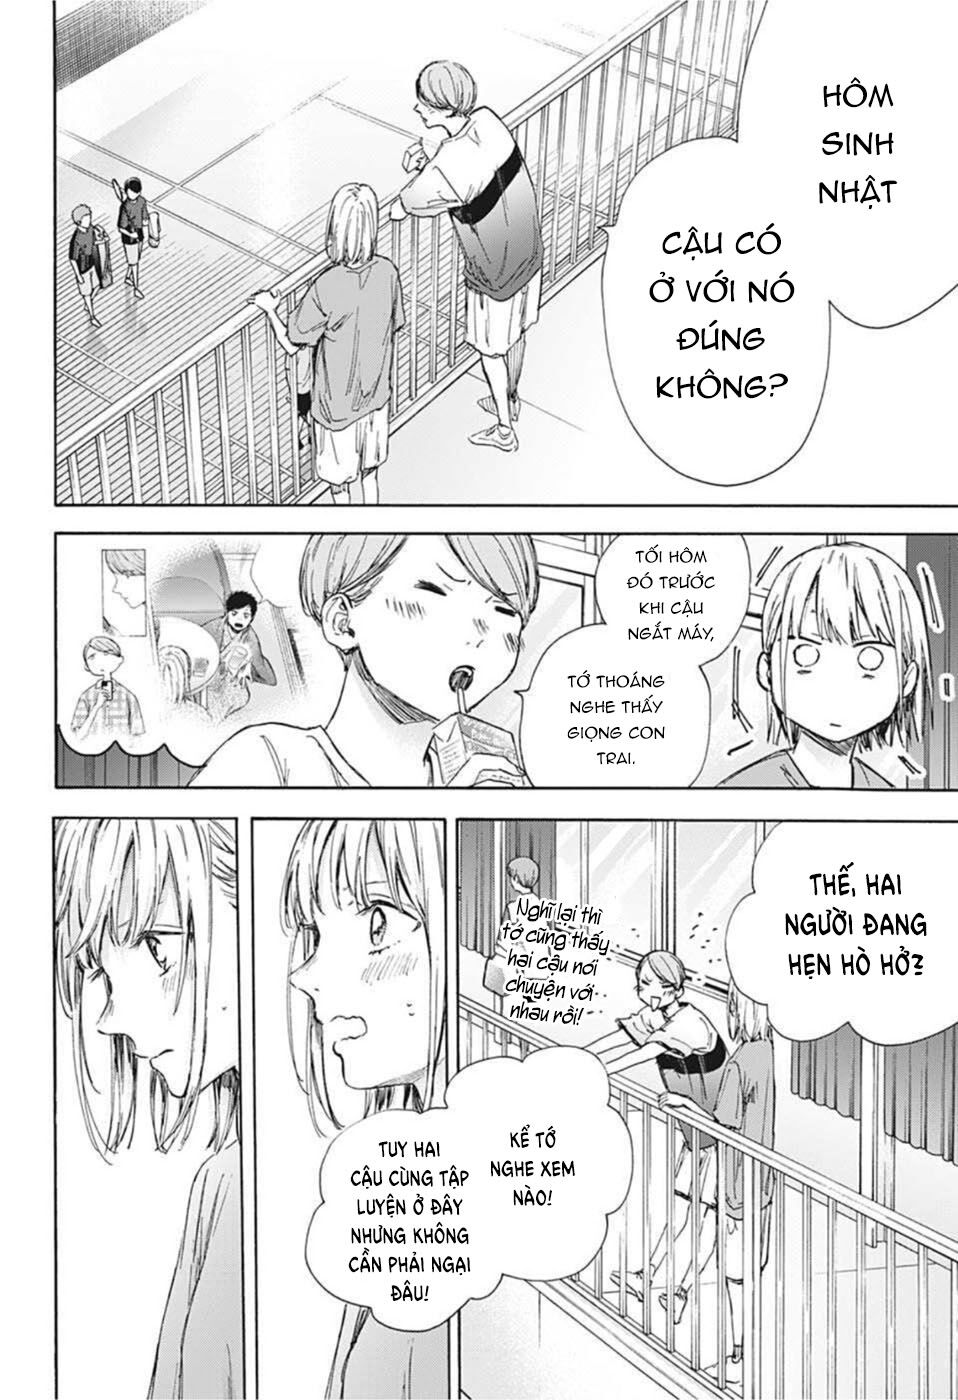 HÔM
SINH
NHẬT
CẬU CÓ
Ở VỚI NÓ
ĐÚNG
KHÔNG?
TỐI HÔM
ĐÓ TRƯỚC
KHI CẬU
NGẮT MÁY,
TỚ THOÁNG
NGHE THẤY
GIỌNG CON
TRAI.
THẾ, HAI
NGƯỜI ĐANG
HẸN HÒ HỞ?
Nghĩ lại thì
tớ cũng thấy
hai cậu nói
chuyện với
nhau rồi!
KỂ TỚ
NGHE XEM
NÀO!
TUY HAI
CẬU CÙNG TẬP
LUYỆN Ở ĐÂY
NHƯNG KHÔNG
CẦN PHẢI NGẠI
ĐÂU!